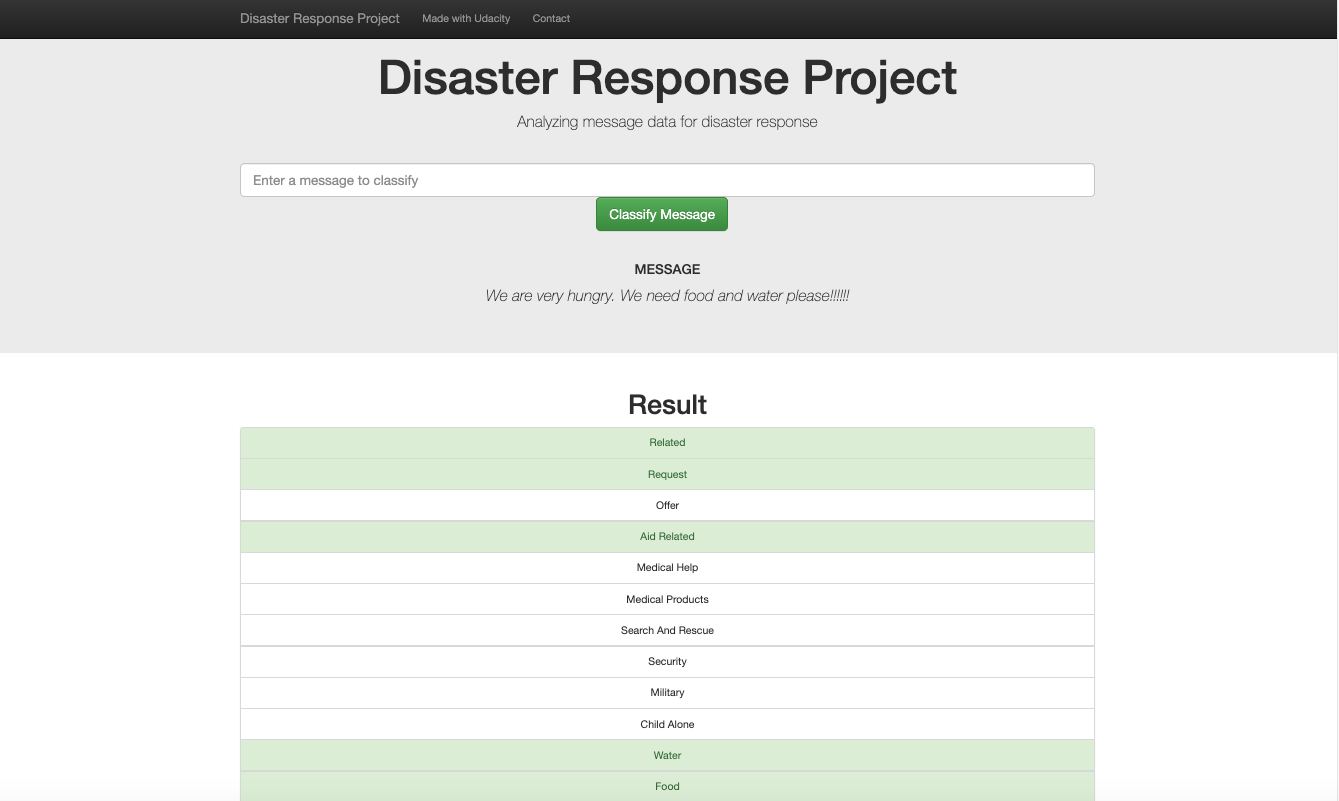 Disaster Response Project Made with Udacity Contact
Disaster Response Project
Analyzing message data for disaster response
Enter a message to classify
Classify Message
MESSAGE
We are very hungry. We need food and water please!!!!!!
Result
Related
Request
Offer
Aid Related
Medical Help
Medical Products
Search And Rescue
Security
Military
Child Alone
Water
Food